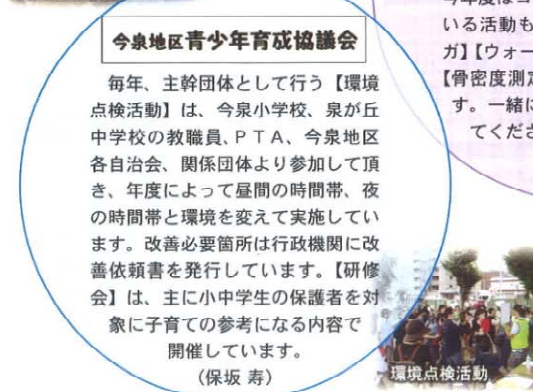 今泉地区青少年育成協議会
毎年、主幹団体として行う【環境
点検活動】は、今泉小学校、泉が丘
中学校の教職員、ＰＴＡ、今泉地区
各自治会、関係団体より参加して頂
き、年度によって昼間の時間帯、夜
の時間帯と環境を変えて実施してい
ます。改善必要箇所は行政機関に改
善依頼書を発行しています。【研修
会】は、主に小中学生の保護者を対
象に子育ての参考になる内容で
開催しています。
（保坂 寿）
いる活動も
ガ】【ウォー
【骨密度測定
す。一緒に
てくださ
環境点検活動